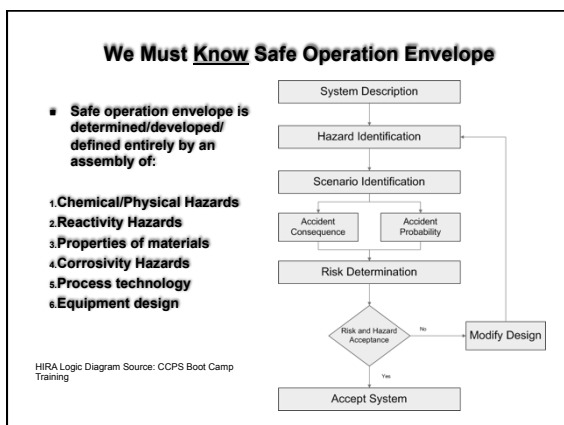 We Must Know Safe Operation Envelope
Safe operation envelope is
determined/developed/
defined entirely by an
assembly of:
1.Chemical/Physical Hazards
2.Reactivity Hazards
3.Properties of materials
4.Corrosivity Hazards
5.Process technology
6.Equipment design
HIRA Logic Diagram Source: CCPS Boot Camp
Training
System Description
Hazard Identification
Scenario Identification
Accident
Consequence
Accident
Probability
Risk Determination
Risk and Hazard
Acceptance
No
Modify Design
Yes
Accept System